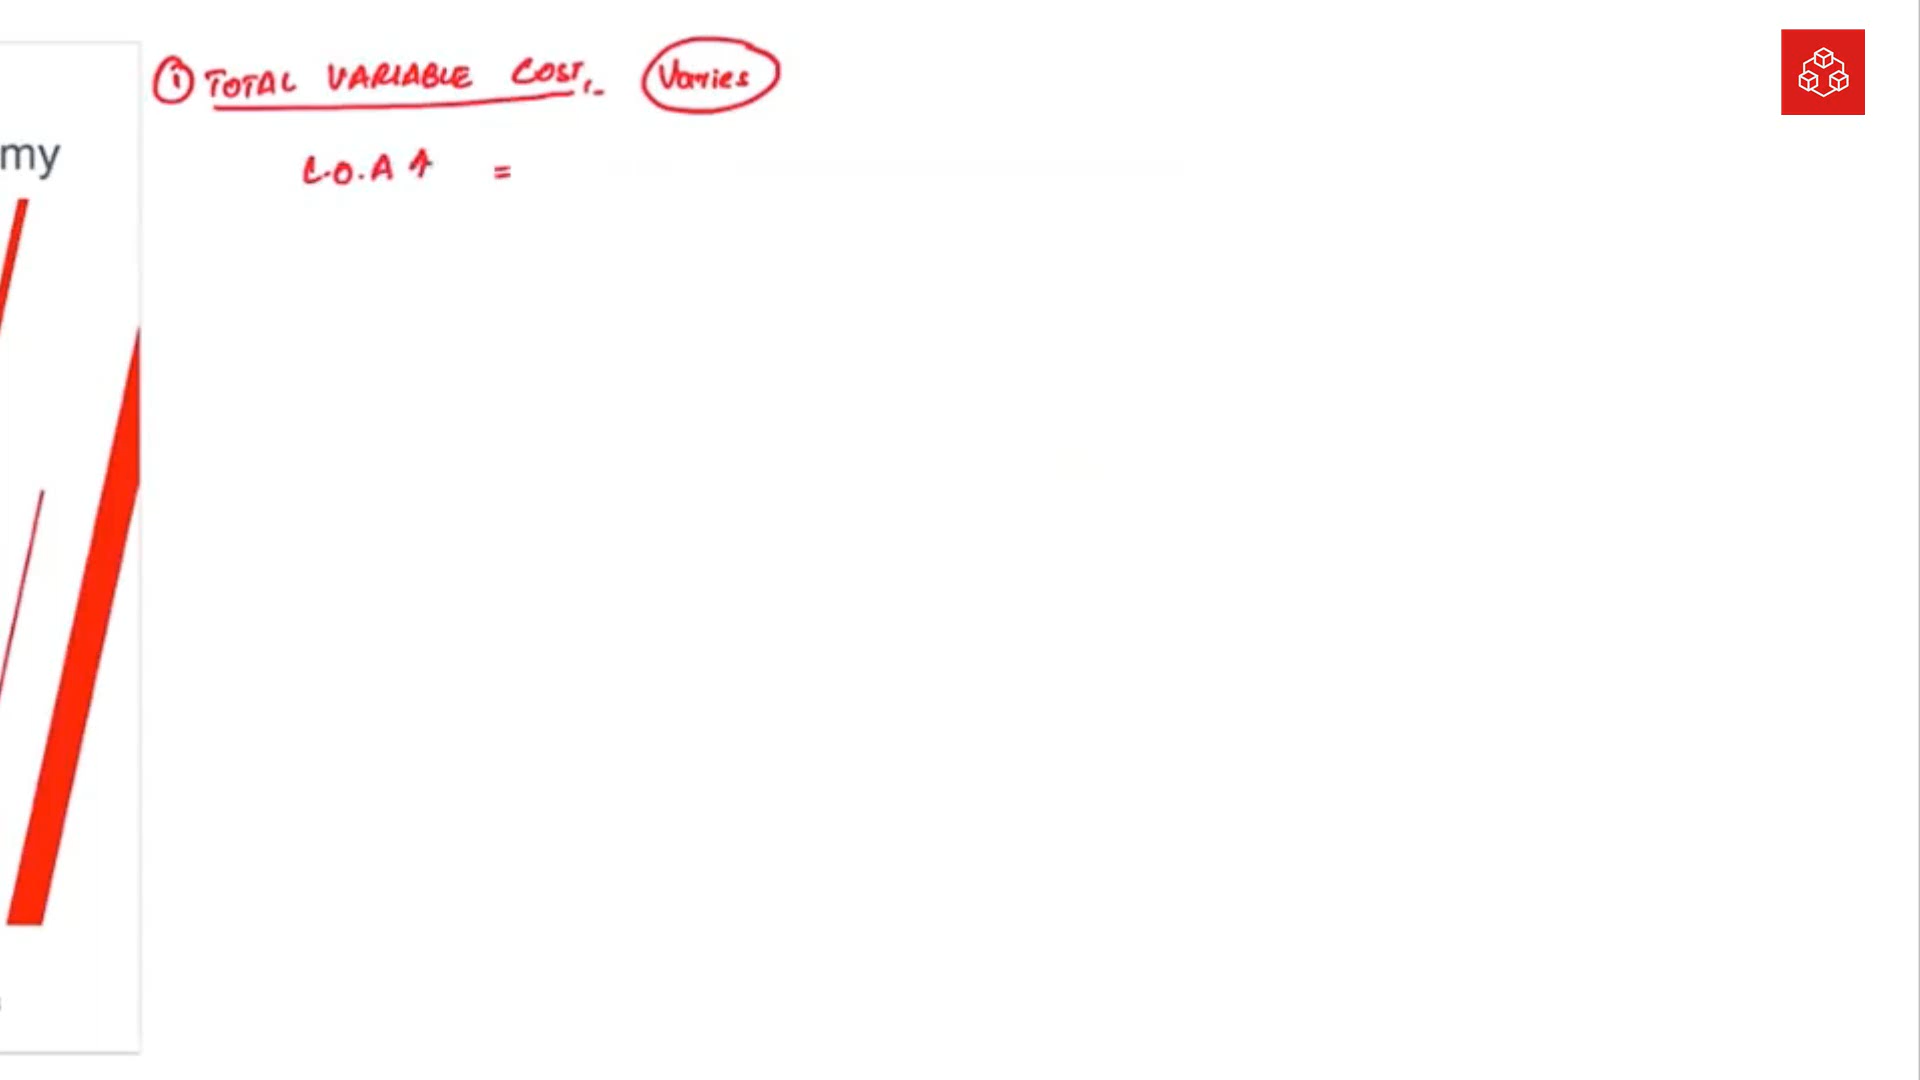 ① TOTAL VARIABLE COST:- Varies
L.O.A ↑ =
my